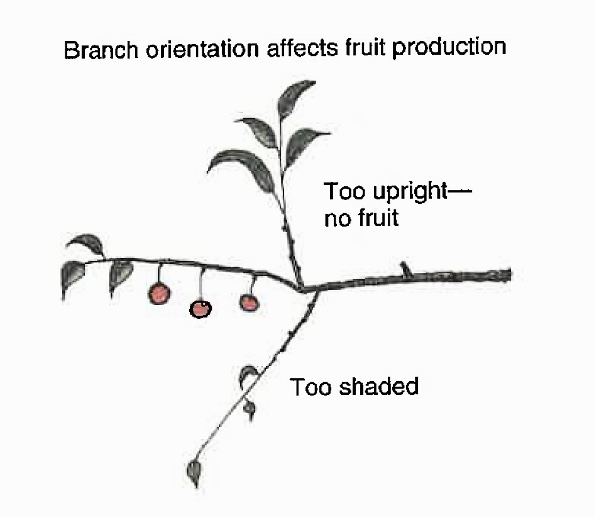 Branch orientation affects fruit production
Too upright—
no fruit
Too shaded